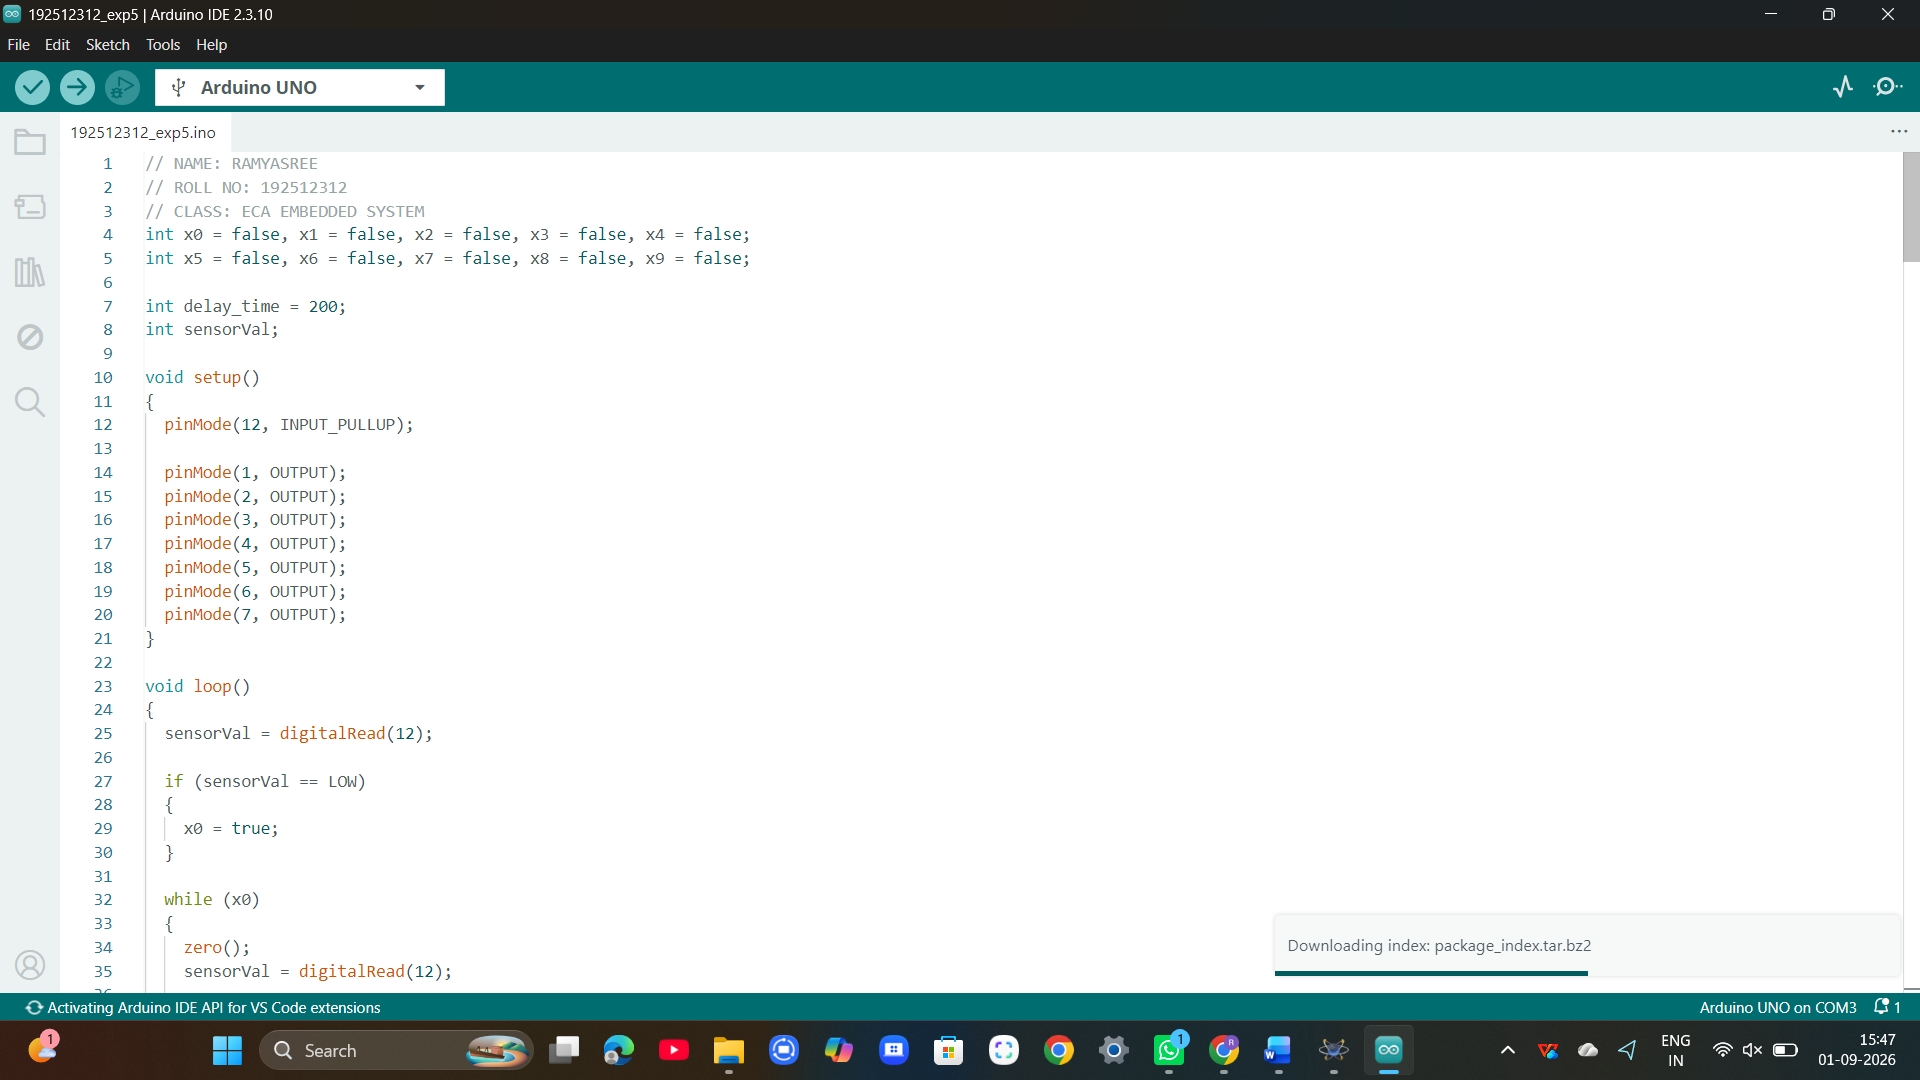 192512312_exp5 | Arduino IDE 2.3.10
File Edit Sketch Tools Help
Arduino UNO
192512312_exp5.ino
1 // NAME: RAMYASREE
2 // ROLL NO: 192512312
3 // CLASS: ECA EMBEDDED SYSTEM
4 int x0 = false, x1 = false, x2 = false, x3 = false, x4 = false;
5 int x5 = false, x6 = false, x7 = false, x8 = false, x9 = false;
6
7 int delay_time = 200;
8 int sensorVal;
9
10 void setup()
11 {
12 pinMode(12, INPUT_PULLUP);
13
14 pinMode(1, OUTPUT);
15 pinMode(2, OUTPUT);
16 pinMode(3, OUTPUT);
17 pinMode(4, OUTPUT);
18 pinMode(5, OUTPUT);
19 pinMode(6, OUTPUT);
20 pinMode(7, OUTPUT);
21 }
22
23 void loop()
24 {
25 sensorVal = digitalRead(12);
26
27 if (sensorVal == LOW)
28 {
29 x0 = true;
30 }
31
32 while (x0)
33 {
34 zero();
35 sensorVal = digitalRead(12);
Downloading index: package_index.tar.bz2
Activating Arduino IDE API for VS Code extensions
Arduino UNO on COM3 1
1
Search
1
R
W
ENG
IN
15:47
01-09-2026